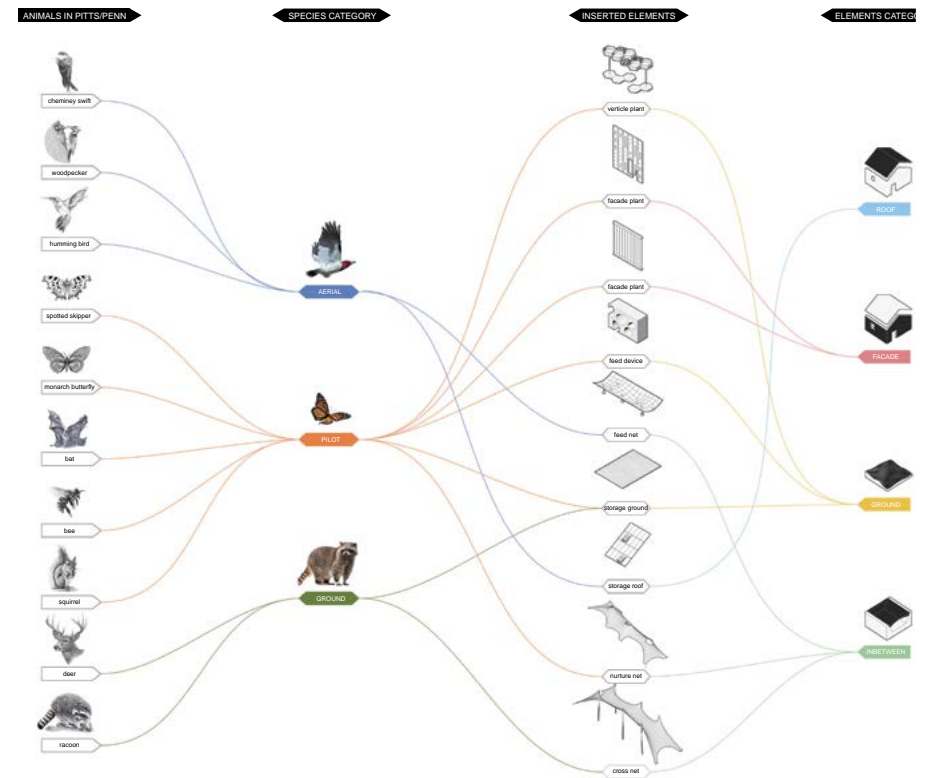 ANIMALS IN PITTS/PENN
SPECIES CATEGORY
INSERTED ELEMENTS
ELEMENTS CATEGO
cheminey swift
woodpecker
humming bird
spotted skipper
monarch butterfly
bat
bee
squirrel
deer
racoon
AERIAL
PILOT
GROUND
verticle plant
facade plant
facade plant
feed device
feed net
storage ground
storage roof
nurture net
cross net
ROOF
FACADE
GROUND
INBETWEEN